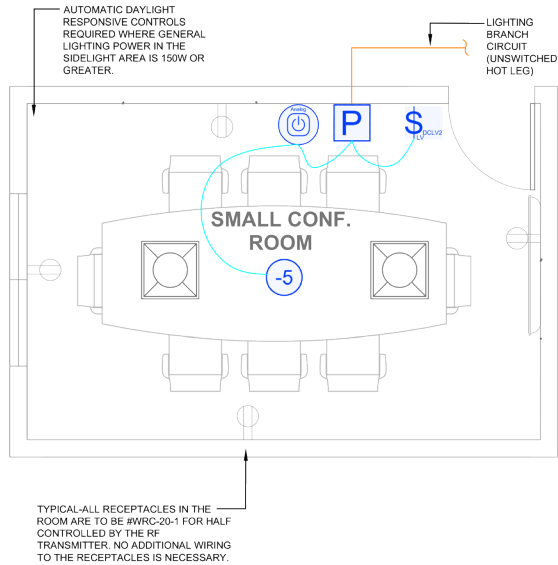 AUTOMATIC DAYLIGHT
RESPONSIVE CONTROLS
REQUIRED WHERE GENERAL
LIGHTING POWER IN THE
SIDELIGHT AREA IS 150W OR
GREATER.
LIGHTING
BRANCH
CIRCUIT
(UNSWITCHED
HOT LEG)
Analog
P
$
LV
DCLV2
SMALL CONF.
ROOM
-5
TYPICAL-ALL RECEPTACLES IN THE
ROOM ARE TO BE #WRC-20-1 FOR HALF
CONTROLLED BY THE RF
TRANSMITTER. NO ADDITIONAL WIRING
TO THE RECEPTACLES IS NECESSARY.